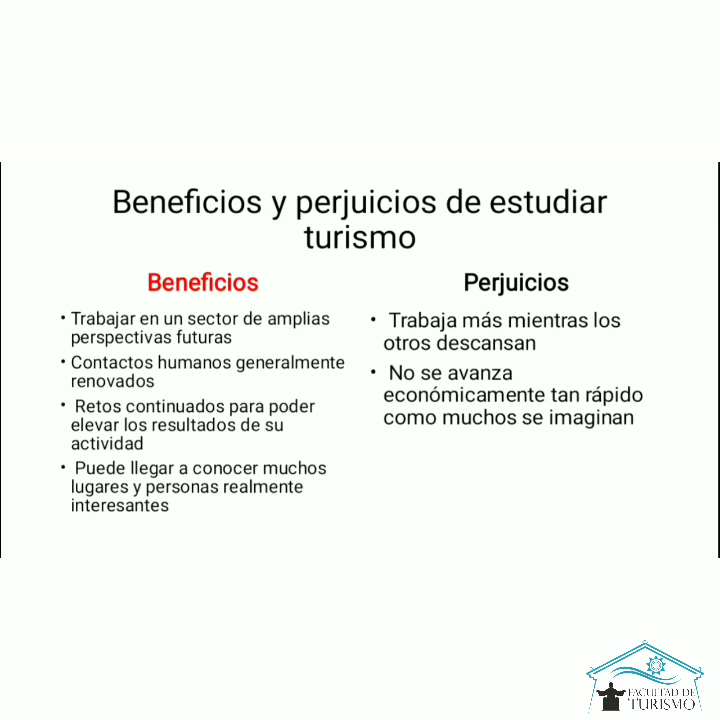 Beneficios y perjuicios de estudiar
turismo
Beneficios
• Trabajar en un sector de amplias
perspectivas futuras
• Contactos humanos generalmente
renovados
• Retos continuados para poder
elevar los resultados de su
actividad
• Puede llegar a conocer muchos
lugares y personas realmente
interesantes
Perjuicios
• Trabaja más mientras los
otros descansan
• No se avanza
económicamente tan rápido
como muchos se imaginan
FACULTAD DE
TURISMO